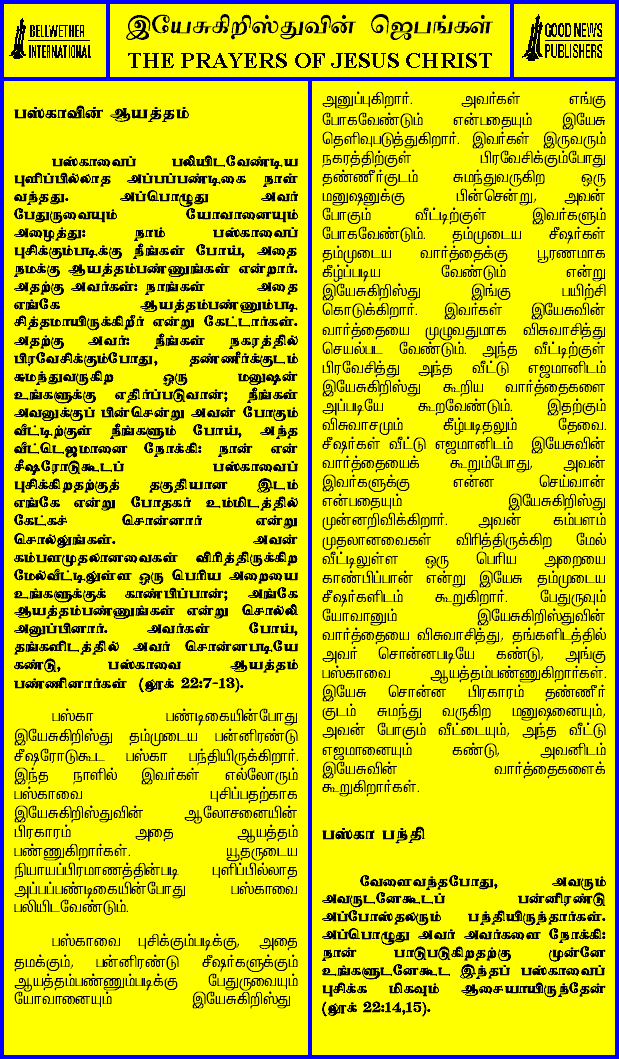 BELLWETHER
INTERNATIONAL
இயேசுகிறிஸ்துவின் ஜெபங்கள்
THE PRAYERS OF JESUS CHRIST
GOOD NEWS
PUBLISHERS
பஸ்காவின் ஆயத்தம்
பஸ்காவைப் பலியிடவேண்டிய
புளிப்பில்லாத அப்பப்பண்டிகை நாள்
வந்தது. அப்பொழுது அவர்
பேதுருவையும் யோவானையும்
அழைத்து: நாம் பஸ்காவைப்
புசிக்கும்படிக்கு நீங்கள் போய், அதை
நமக்கு ஆயத்தம்பண்ணுங்கள் என்றார்.
அதற்கு அவர்கள்: நாங்கள் அதை
எங்கே ஆயத்தம்பண்ணும்படி
சித்தமாயிருக்கிறீர் என்று கேட்டார்கள்.
அதற்கு அவர்: நீங்கள் நகரத்தில்
பிரவேசிக்கும்போது, தண்ணீர்க்குடம்
சுமந்துவருகிற ஒரு மனுஷன்
உங்களுக்கு எதிர்ப்படுவான்; நீங்கள்
அவனுக்குப் பின்சென்று அவன் போகும்
வீட்டிற்குள் நீங்களும் போய், அந்த
வீட்டெஜமானை நோக்கி: நான் என்
சீஷரோடுகூடப் பஸ்காவைப்
புசிக்கிறதற்குத் தகுதியான இடம்
எங்கே என்று போதகர் உம்மிடத்தில்
கேட்கச் சொன்னார் என்று
சொல்லுங்கள். அவன்
கம்பளமுதலானவைகள் விரித்திருக்கிற
மேல்வீட்டிலுள்ள ஒரு பெரிய அறையை
உங்களுக்குக் காண்பிப்பான்; அங்கே
ஆயத்தம்பண்ணுங்கள் என்று சொல்லி
அனுப்பினார். அவர்கள் போய்,
தங்களிடத்தில் அவர் சொன்னபடியே
கண்டு, பஸ்காவை ஆயத்தம்
பண்ணினார்கள் (லூக் 22:7-13).
பஸ்கா பண்டிகையின்போது
இயேசுகிறிஸ்து தம்முடைய பன்னிரண்டு
சீஷரோடுகூட பஸ்கா பந்தியிருக்கிறார்.
இந்த நாளில் இவர்கள் எல்லோரும்
பஸ்காவை புசிப்பதற்காக
இயேசுகிறிஸ்துவின் ஆலோசனையின்
பிரகாரம் அதை ஆயத்தம்
பண்ணுகிறார்கள். யூதருடைய
நியாயப்பிரமாணத்தின்படி புளிப்பில்லாத
அப்பப்பண்டிகையின்போது பஸ்காவை
பலியிடவேண்டும்.
பஸ்காவை புசிக்கும்படிக்கு, அதை
தமக்கும், பன்னிரண்டு சீஷர்களுக்கும்
ஆயத்தம்பண்ணும்படிக்கு பேதுருவையும்
யோவானையும் இயேசுகிறிஸ்து
அனுப்புகிறார். அவர்கள் எங்கு
போகவேண்டும் என்பதையும் இயேசு
தெளிவுபடுத்துகிறார். இவர்கள் இருவரும்
நகரத்திற்குள் பிரவேசிக்கும்போது
தண்ணீர்குடம் சுமந்துவருகிற ஒரு
மனுஷனுக்கு பின்சென்று, அவன்
போகும் வீட்டிற்குள் இவர்களும்
போகவேண்டும். தம்முடைய சீஷர்கள்
தம்முடைய வார்த்தைக்கு பூரணமாக
கீழ்ப்படிய வேண்டும் என்று
இயேசுகிறிஸ்து இங்கு பயிற்சி
கொடுக்கிறார். இவர்கள் இயேசுவின்
வார்த்தையை முழுவதுமாக விசுவாசித்து
செயல்பட வேண்டும். அந்த வீட்டிற்குள்
பிரவேசித்து அந்த வீட்டு எஜமானிடம்
இயேசுகிறிஸ்து கூறிய வார்த்தைகளை
அப்படியே கூறவேண்டும். இதற்கும்
விசுவாசமும் கீழ்படிதலும் தேவை.
சீஷர்கள் வீட்டு எஜமானிடம் இயேசுவின்
வார்த்தையைக் கூறும்போது, அவன்
இவர்களுக்கு என்ன செய்வான்
என்பதையும் இயேசுகிறிஸ்து
முன்னறிவிக்கிறார். அவன் கம்பளம்
முதலானவைகள் விரித்திருக்கிற மேல்
வீட்டிலுள்ள ஒரு பெரிய அறையை
காண்பிப்பான் என்று இயேசு தம்முடைய
சீஷர்களிடம் கூறுகிறார். பேதுருவும்
யோவானும் இயேசுகிறிஸ்துவின்
வார்த்தையை விசுவாசித்து, தங்களிடத்தில்
அவர் சொன்னபடியே கண்டு, அங்கு
பஸ்காவை ஆயத்தம்பண்ணுகிறார்கள்.
இயேசு சொன்ன பிரகாரம் தண்ணீர்
குடம் சுமந்து வருகிற மனுஷனையும்,
அவன் போகும் வீட்டையும், அந்த வீட்டு
எஜமானையும் கண்டு, அவனிடம்
இயேசுவின் வார்த்தைகளைக்
கூறுகிறார்கள்.
பஸ்கா பந்தி
வேளைவந்தபோது, அவரும்
அவருடனேகூடப் பன்னிரண்டு
அப்போஸ்தலரும் பந்தியிருந்தார்கள்.
அப்பொழுது அவர் அவர்களை நோக்கி:
நான் பாடுபடுகிறதற்கு முன்னே
உங்களுடனேகூட இந்தப் பஸ்காவைப்
புசிக்க மிகவும் ஆசையாயிருந்தேன்
(லூக் 22:14,15).